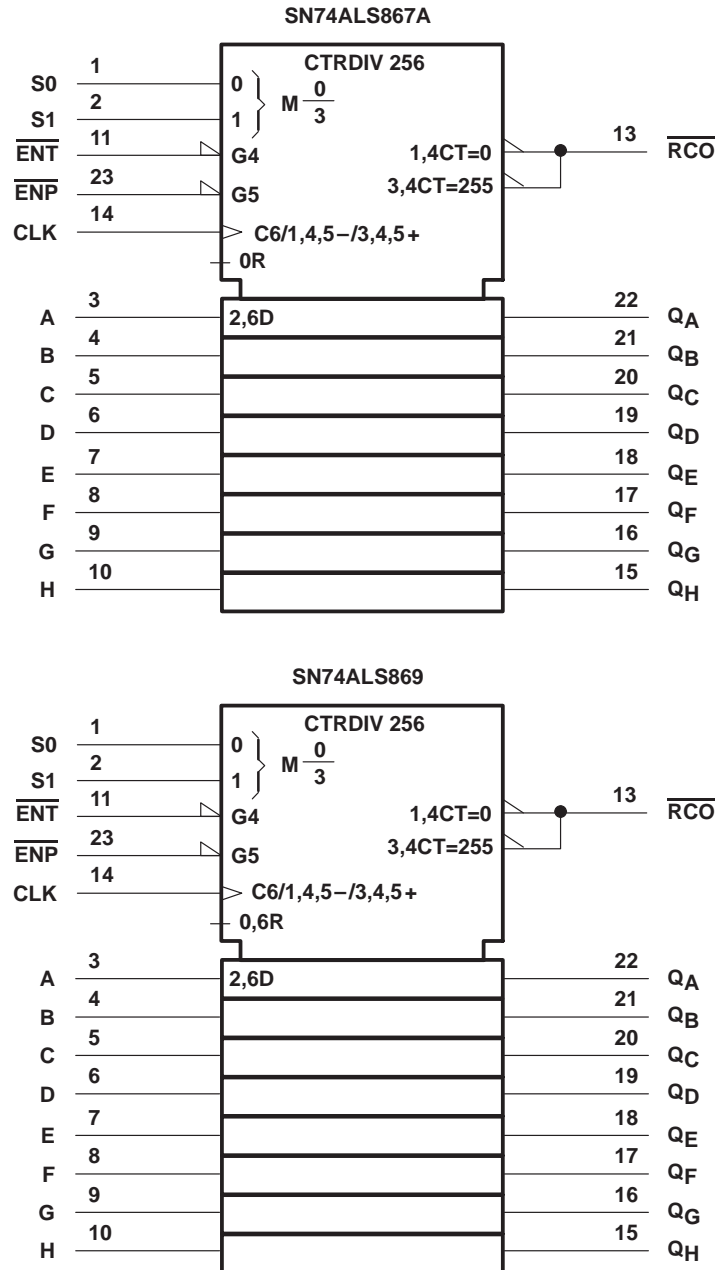 SN74ALS867A
CTRDIV 256
S0 1 0
M 0/3
S1 2 1
ENT 11 G4 1,4CT=0 13 RCO
ENP 23 G5 3,4CT=255
CLK 14 C6/1,4,5−/3,4,5+
0R
A 3 2,6D 22 QA
B 4 21 QB
C 5 20 QC
D 6 19 QD
E 7 18 QE
F 8 17 QF
G 9 16 QG
H 10 15 QH
SN74ALS869
CTRDIV 256
S0 1 0
M 0/3
S1 2 1
ENT 11 G4 1,4CT=0 13 RCO
ENP 23 G5 3,4CT=255
CLK 14 C6/1,4,5−/3,4,5+
0,6R
A 3 2,6D 22 QA
B 4 21 QB
C 5 20 QC
D 6 19 QD
E 7 18 QE
F 8 17 QF
G 9 16 QG
H 10 15 QH